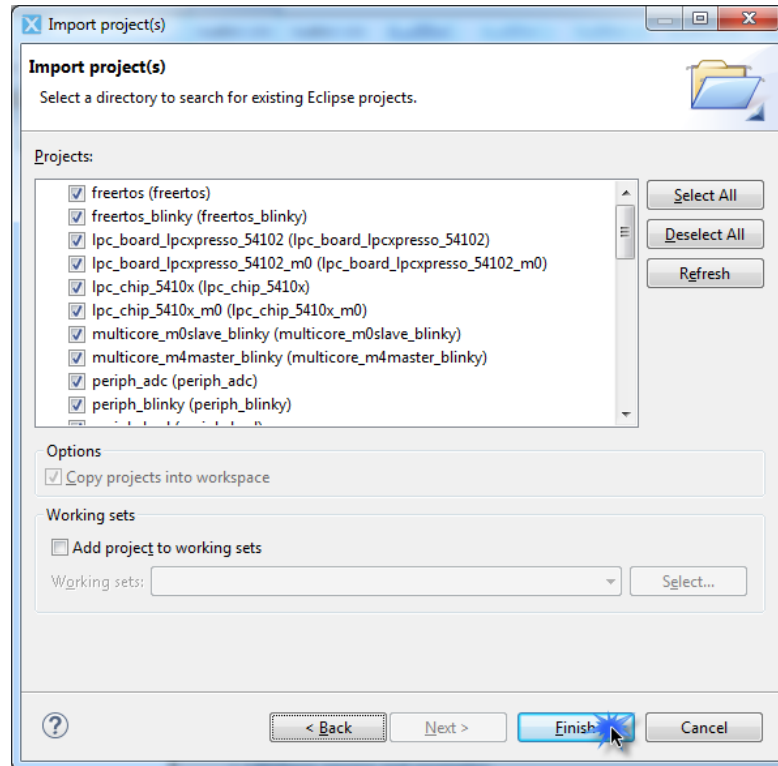 Import project(s)
Import project(s)
Select a directory to search for existing Eclipse projects.
Projects:
freertos (freertos)
freertos_blinky (freertos_blinky)
lpc_board_lpcxpresso_54102 (lpc_board_lpcxpresso_54102)
lpc_board_lpcxpresso_54102_m0 (lpc_board_lpcxpresso_54102_m0)
lpc_chip_5410x (lpc_chip_5410x)
lpc_chip_5410x_m0 (lpc_chip_5410x_m0)
multicore_m0slave_blinky (multicore_m0slave_blinky)
multicore_m4master_blinky (multicore_m4master_blinky)
periph_adc (periph_adc)
periph_blinky (periph_blinky)
Select All
Deselect All
Refresh
Options
Copy projects into workspace
Working sets
Add project to working sets
Working sets:
Select...
< Back
Next >
Finish
Cancel